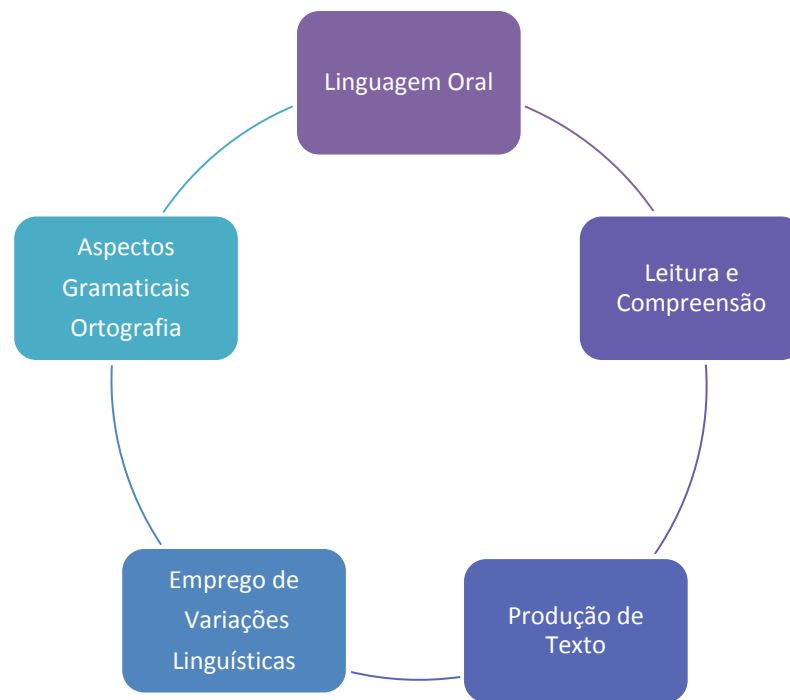 Linguagem Oral
Leitura e
Compreensão
Produção de
Texto
Emprego de
Variações
Linguísticas
Aspectos
Gramaticais
Ortografia